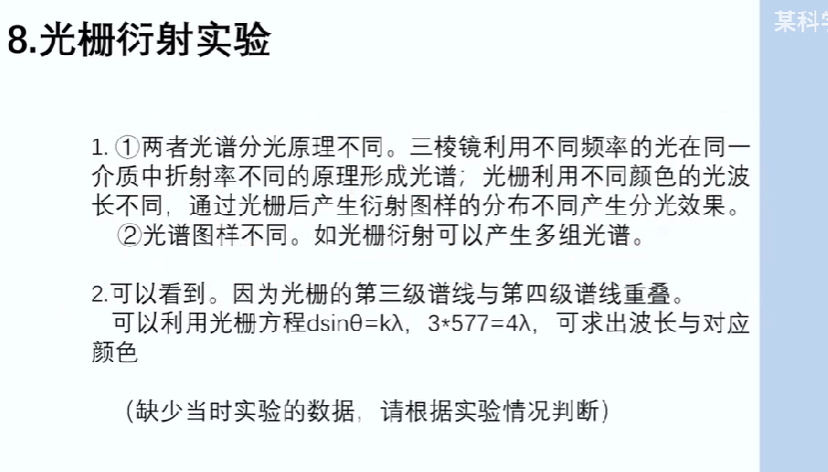 8.光栅衍射实验
某科学
1. ①两者光谱分光原理不同。三棱镜利用不同频率的光在同一
介质中折射率不同的原理形成光谱；光栅利用不同颜色的光波
长不同，通过光栅后产生衍射图样的分布不同产生分光效果。
②光谱图样不同。如光栅衍射可以产生多组光谱。
2.可以看到。因为光栅的第三级谱线与第四级谱线重叠。
可以利用光栅方程dsinθ=kλ，3*577=4λ，可求出波长与对应
颜色
（缺少当时实验的数据，请根据实验情况判断）